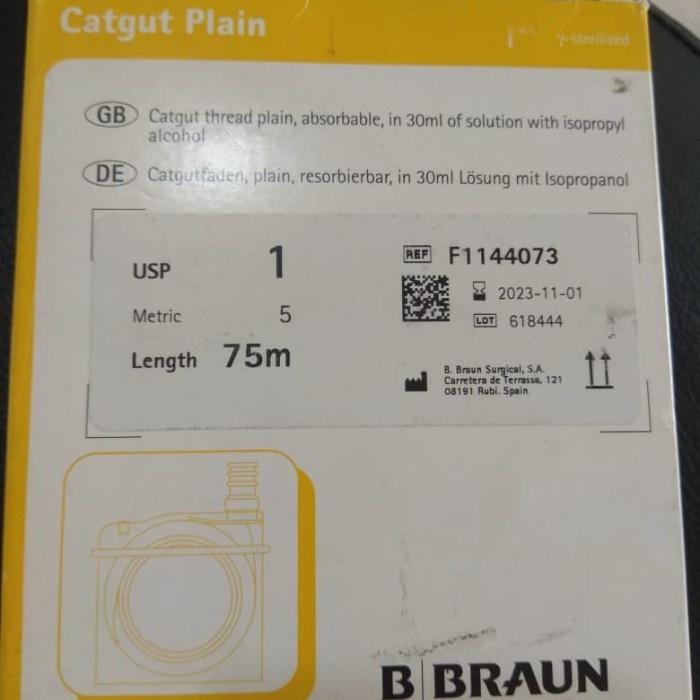 Catgut Plain
γ-sterilized
GB Catgut thread plain, absorbable, in 30ml of solution with isopropyl
alcohol
DE Catgutfäden, plain, resorbierbar, in 30ml Lösung mit Isopropanol
USP 1
Metric 5
Length 75m
REF F1144073
2023-11-01
LOT 618444
B. Braun Surgical, S.A.
Carretera de Terrassa, 121
08191 Rubi. Spain
B BRAUN